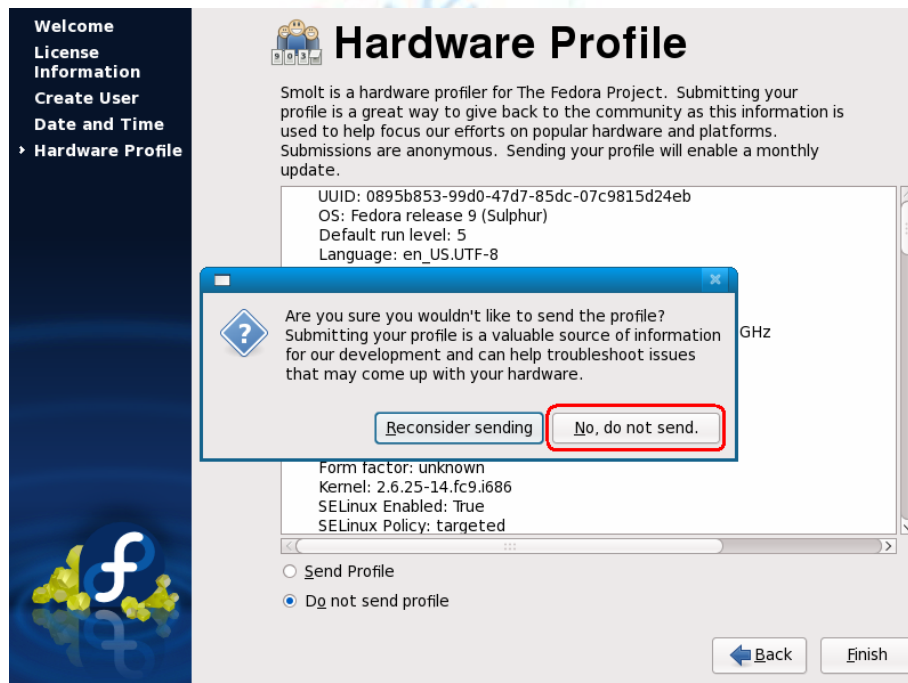 Welcome
License
Information
Create User
Date and Time
Hardware Profile
Hardware Profile
Smolt is a hardware profiler for The Fedora Project. Submitting your
profile is a great way to give back to the community as this information is
used to help focus our efforts on popular hardware and platforms.
Submissions are anonymous. Sending your profile will enable a monthly
update.
UUID: 0895b853-99d0-47d7-85dc-07c9815d24eb
OS: Fedora release 9 (Sulphur)
Default run level: 5
Language: en_US.UTF-8
GHz
Are you sure you wouldn't like to send the profile?
Submitting your profile is a valuable source of information
for our development and can help troubleshoot issues
that may come up with your hardware.
Reconsider sending
No, do not send.
Form factor: unknown
Kernel: 2.6.25-14.fc9.i686
SELinux Enabled: True
SELinux Policy: targeted
Send Profile
Do not send profile
Back
Finish